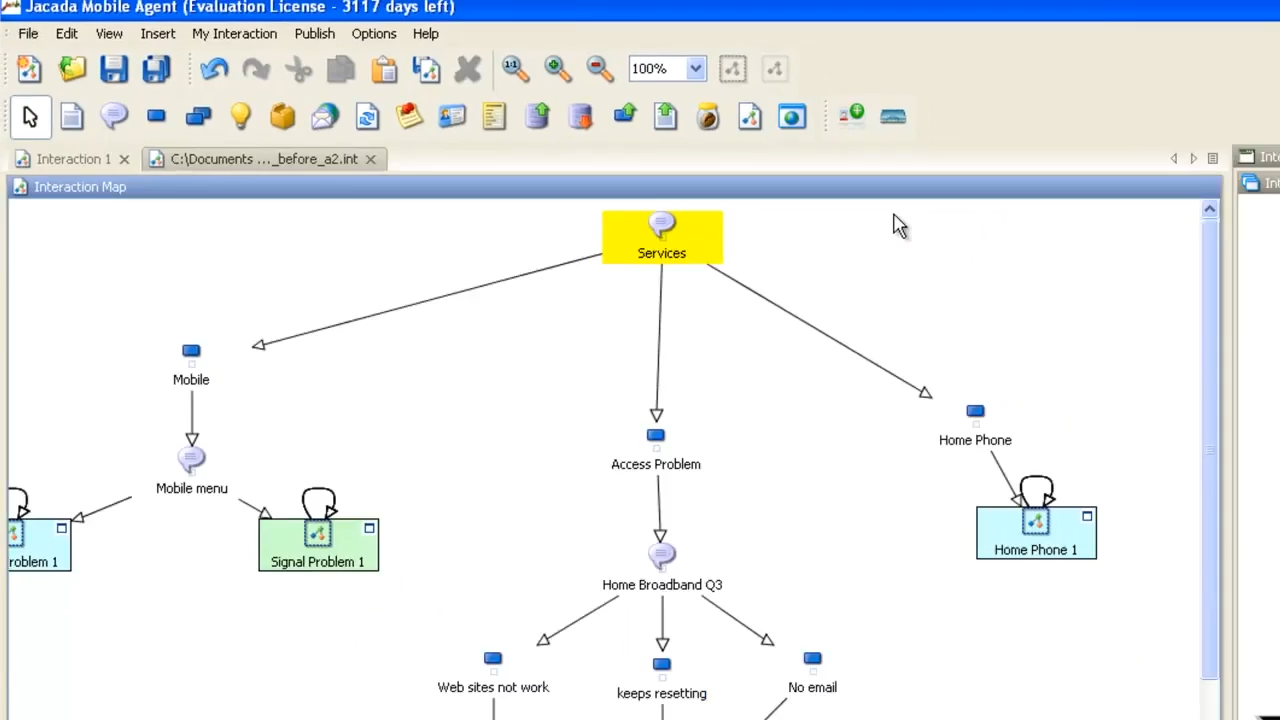 Jacada Mobile Agent (Evaluation License - 3117 days left)
File Edit View Insert My Interaction Publish Options Help
1:1 100%
Interaction 1 C:\Documents ..._before_a2.int
Interaction Map
Services
Mobile
Home Phone
Access Problem
Mobile menu
roblem 1
Signal Problem 1
Home Phone 1
Home Broadband Q3
Web sites not work
keeps resetting
No email